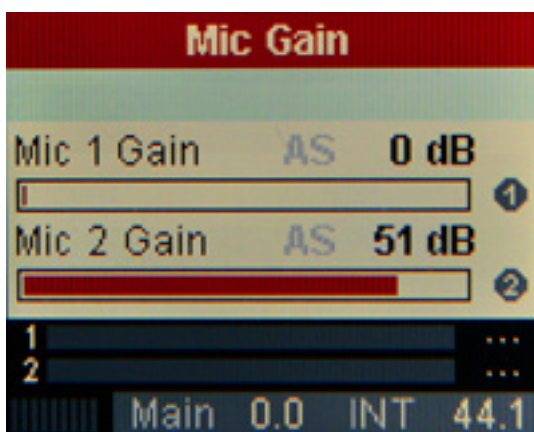 Mic Gain
Mic 1 Gain AS 0 dB
1
Mic 2 Gain AS 51 dB
2
1 ...
2 ...
Main 0.0 INT 44.1